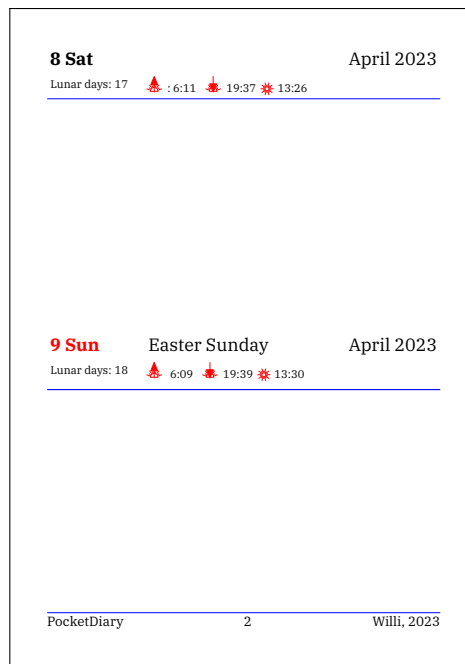 8 Sat April 2023
Lunar days: 17 : 6:11 19:37 13:26
9 Sun Easter Sunday April 2023
Lunar days: 18 6:09 19:39 13:30
PocketDiary 2 Willi, 2023